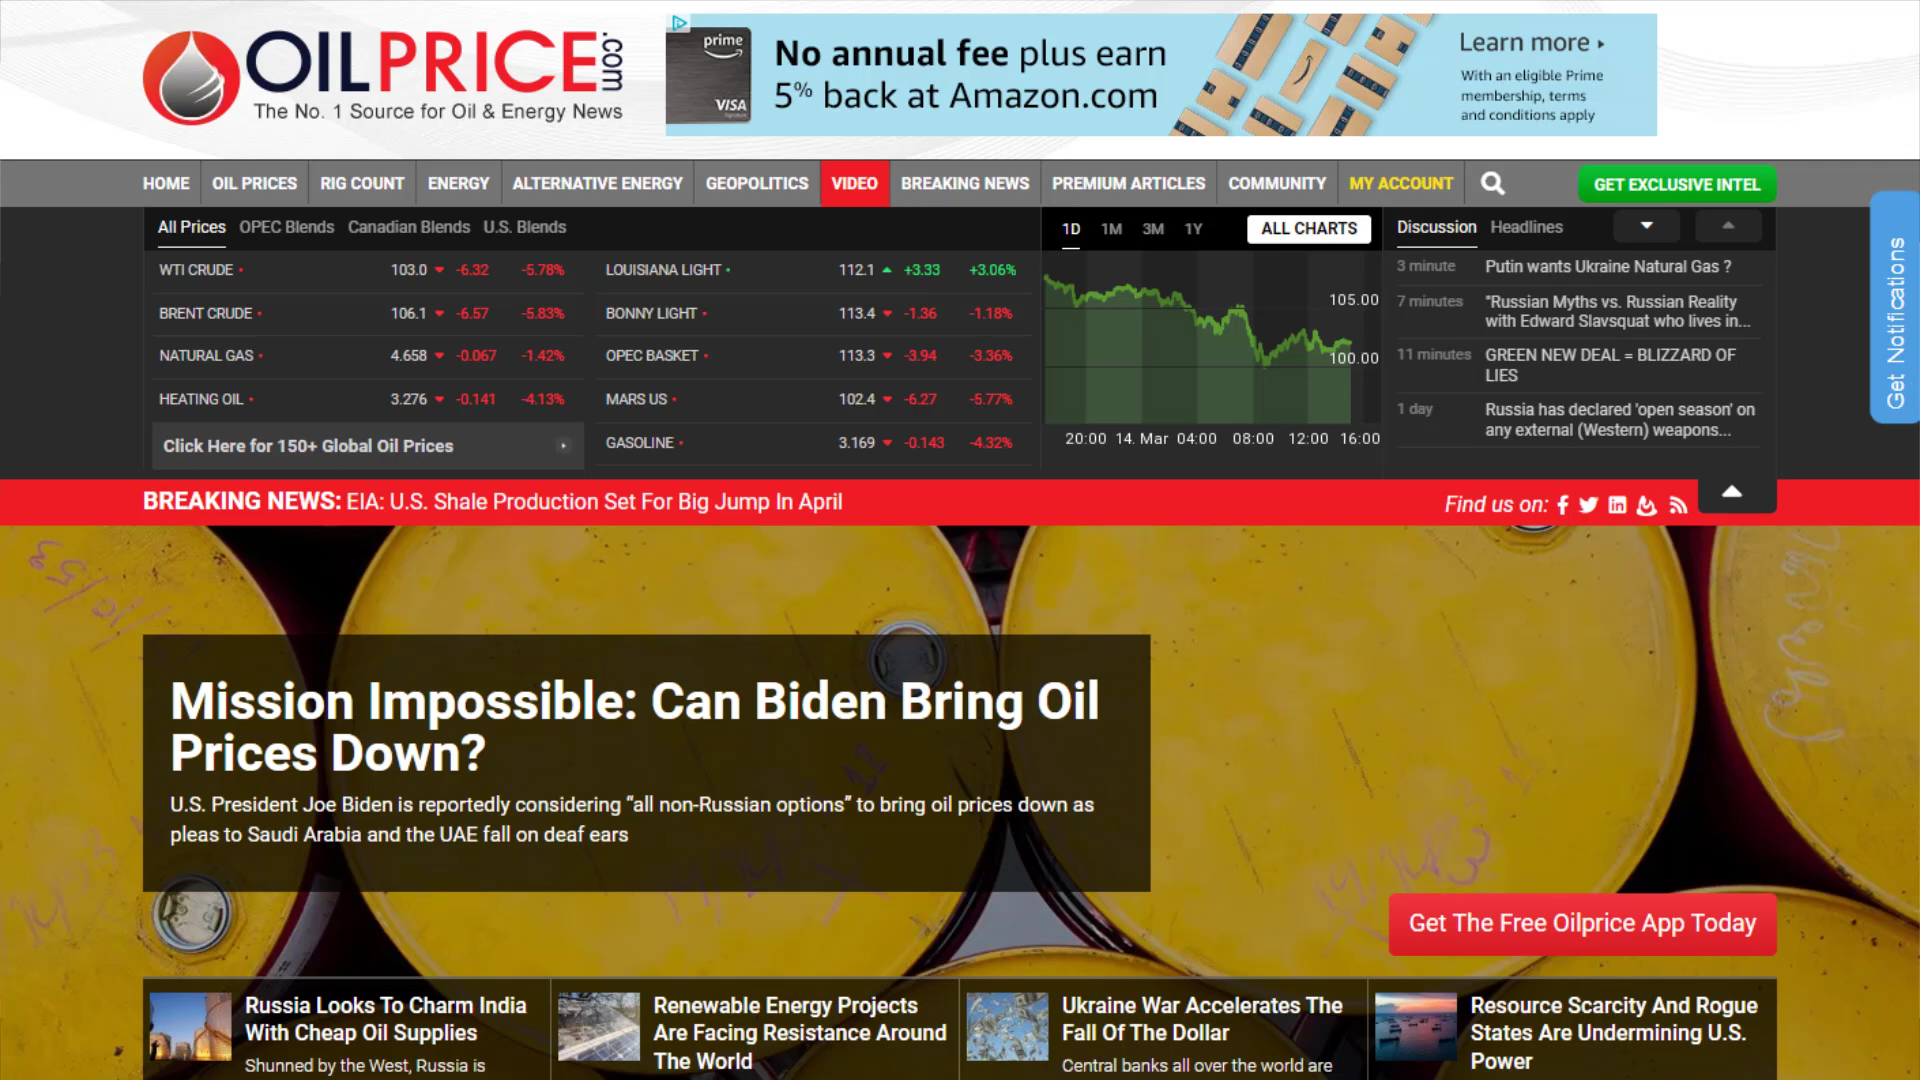 OILPRICE.com
The No. 1 Source for Oil & Energy News
prime
VISA
Signature
No annual fee plus earn
5% back at Amazon.com
Learn more
With an eligible Prime
membership, terms
and conditions apply
HOME OIL PRICES RIG COUNT ENERGY ALTERNATIVE ENERGY GEOPOLITICS VIDEO BREAKING NEWS PREMIUM ARTICLES COMMUNITY MY ACCOUNT GET EXCLUSIVE INTEL
Get Notifications
All Prices OPEC Blends Canadian Blends U.S. Blends
WTI CRUDE • 103.0 -6.32 -5.78%
BRENT CRUDE • 106.1 -6.57 -5.83%
NATURAL GAS • 4.658 -0.067 -1.42%
HEATING OIL • 3.276 -0.141 -4.13%
Click Here for 150+ Global Oil Prices
LOUISIANA LIGHT • 112.1 +3.33 +3.06%
BONNY LIGHT • 113.4 -1.36 -1.18%
OPEC BASKET • 113.3 -3.94 -3.36%
MARS US • 102.4 -6.27 -5.77%
GASOLINE • 3.169 -0.143 -4.32%
1D 1M 3M 1Y ALL CHARTS
105.00
100.00
20:00 14. Mar 04:00 08:00 12:00 16:00
Discussion Headlines
3 minute Putin wants Ukraine Natural Gas ?
7 minutes "Russian Myths vs. Russian Reality
with Edward Slavsquat who lives in...
11 minutes GREEN NEW DEAL = BLIZZARD OF
LIES
1 day Russia has declared 'open season' on
any external (Western) weapons...
BREAKING NEWS: EIA: U.S. Shale Production Set For Big Jump In April
Find us on:
Mission Impossible: Can Biden Bring Oil
Prices Down?
U.S. President Joe Biden is reportedly considering “all non-Russian options” to bring oil prices down as
pleas to Saudi Arabia and the UAE fall on deaf ears
Get The Free Oilprice App Today
Russia Looks To Charm India
With Cheap Oil Supplies
Shunned by the West, Russia is
Renewable Energy Projects
Are Facing Resistance Around
The World
Ukraine War Accelerates The
Fall Of The Dollar
Central banks all over the world are
Resource Scarcity And Rogue
States Are Undermining U.S.
Power